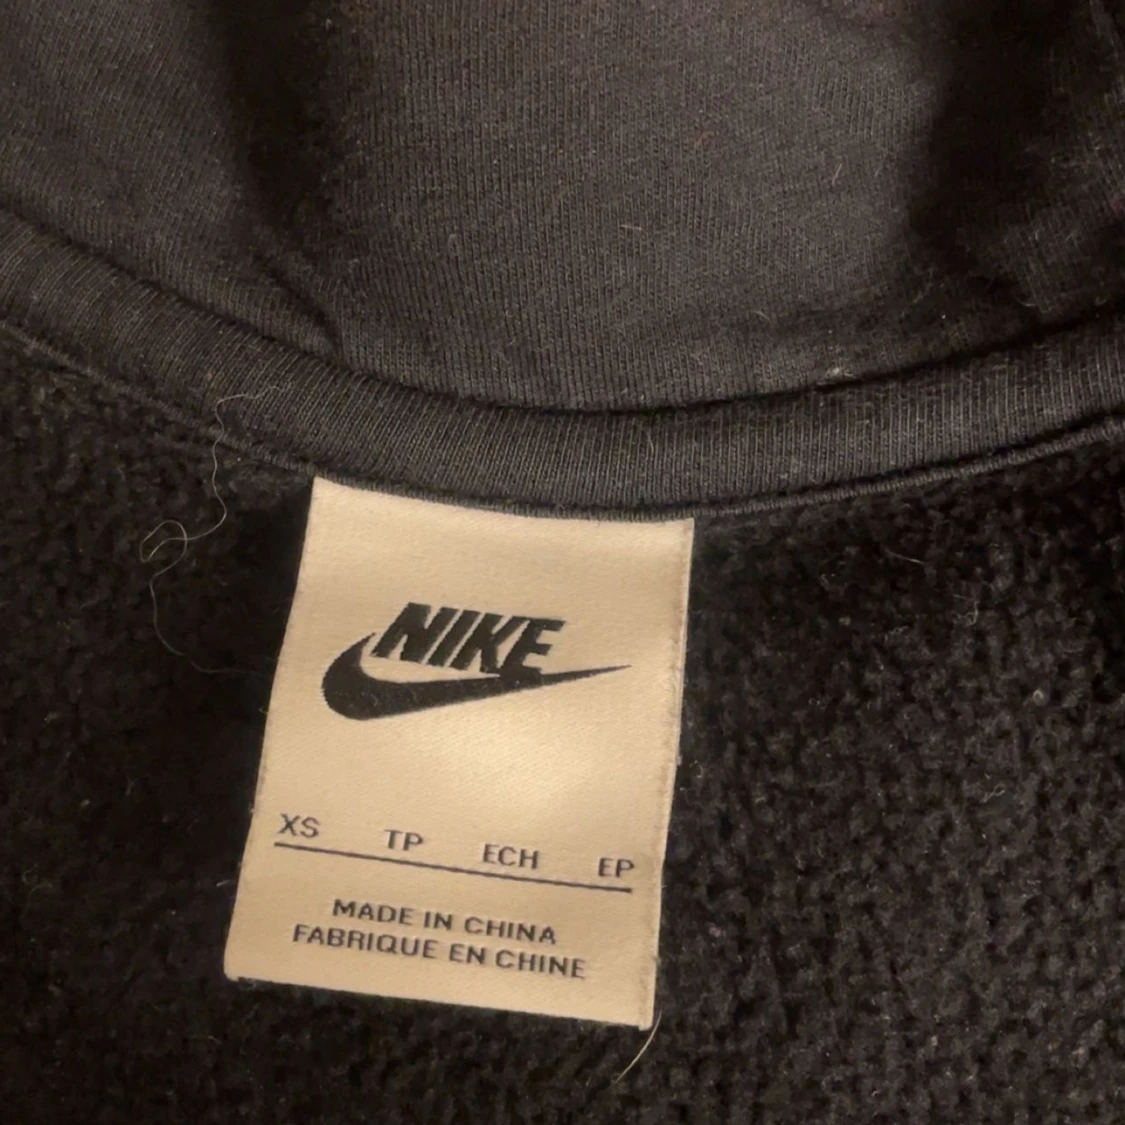 NIKE
XS TP ECH EP
MADE IN CHINA
FABRIQUE EN CHINE